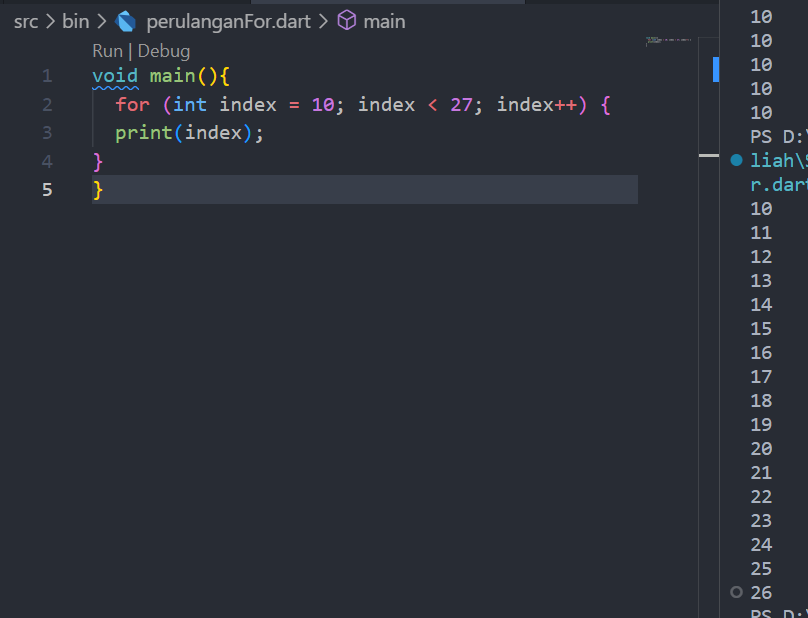 src > bin > perulanganFor.dart > main
Run | Debug
1 void main(){
2   for (int index = 10; index < 27; index++) {
3   print(index);
4 }
5 }
10
10
10
10
10
PS D:\
liah\
r.dart
10
11
12
13
14
15
16
17
18
19
20
21
22
23
24
25
26
PS D:\